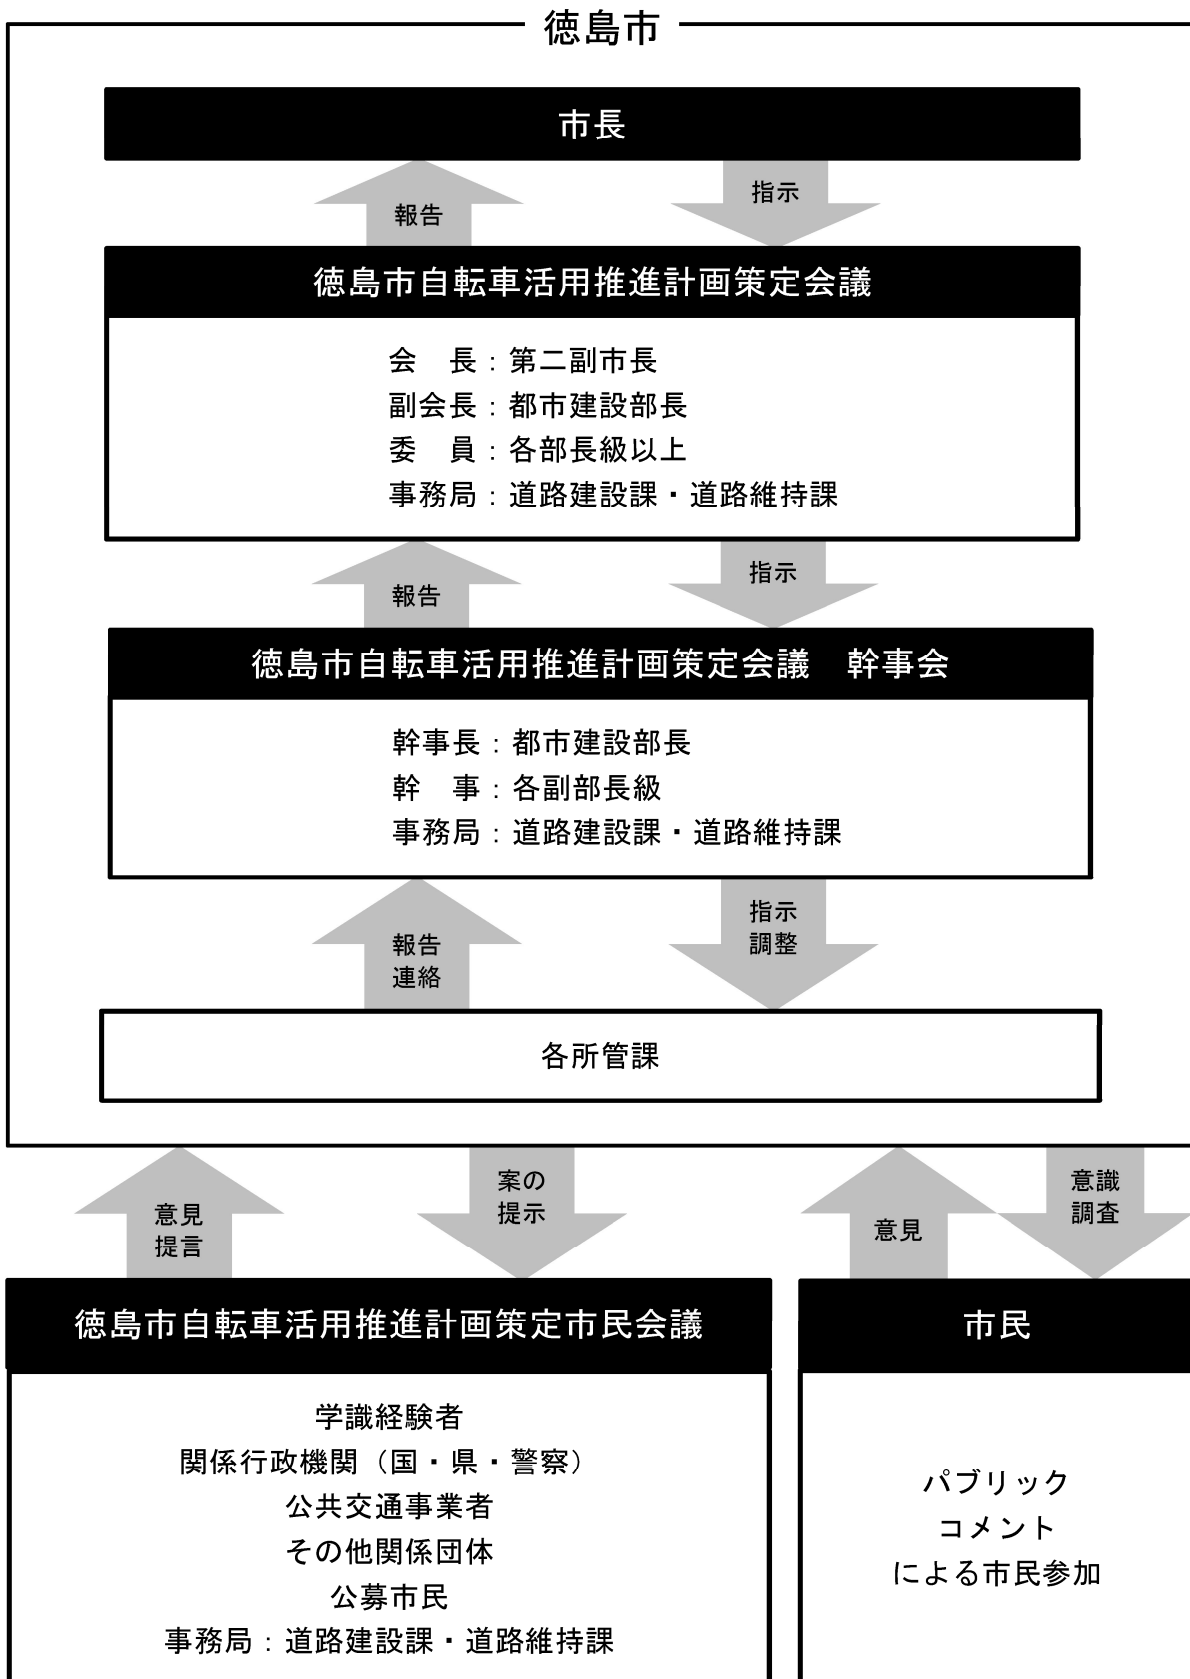 徳島市
市長
報告
指示
徳島市自転車活用推進計画策定会議
会　長：第二副市長
副会長：都市建設部長
委　員：各部長級以上
事務局：道路建設課・道路維持課
報告
指示
徳島市自転車活用推進計画策定会議　幹事会
幹事長：都市建設部長
幹　事：各副部長級
事務局：道路建設課・道路維持課
報告
連絡
指示
調整
各所管課
意見
提言
案の
提示
意見
意識
調査
徳島市自転車活用推進計画策定市民会議
学識経験者
関係行政機関（国・県・警察）
公共交通事業者
その他関係団体
公募市民
事務局：道路建設課・道路維持課
市民
パブリック
コメント
による市民参加